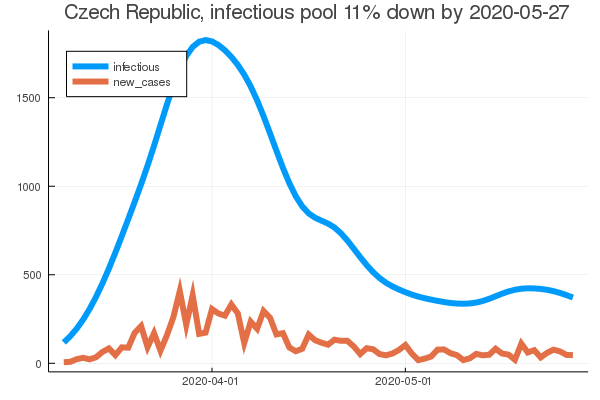 Czech Republic, infectious pool 11% down by 2020-05-27
infectious
new_cases
1500
1000
500
0
2020-04-01 2020-05-01